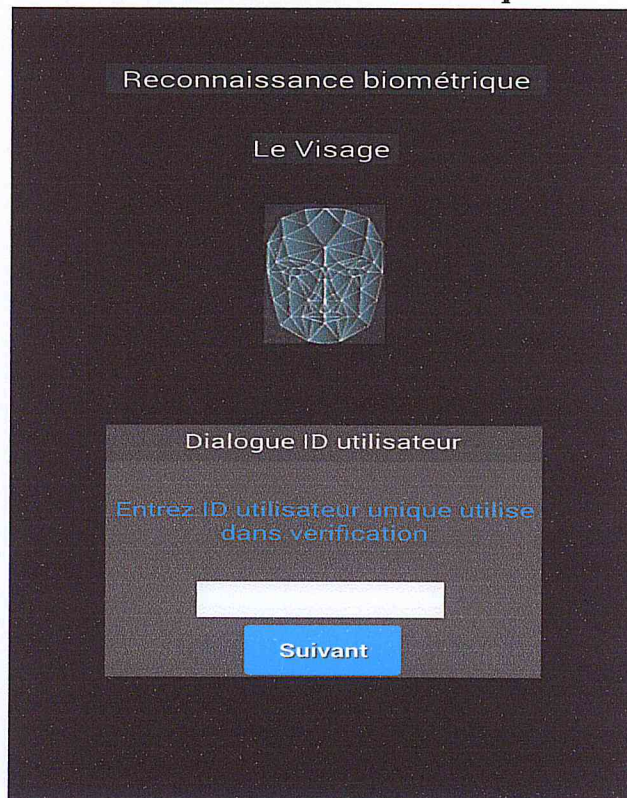 Reconnaissance biométrique
Le Visage
Dialogue ID utilisateur
Entrez ID utilisateur unique utilise
dans verification
Suivant